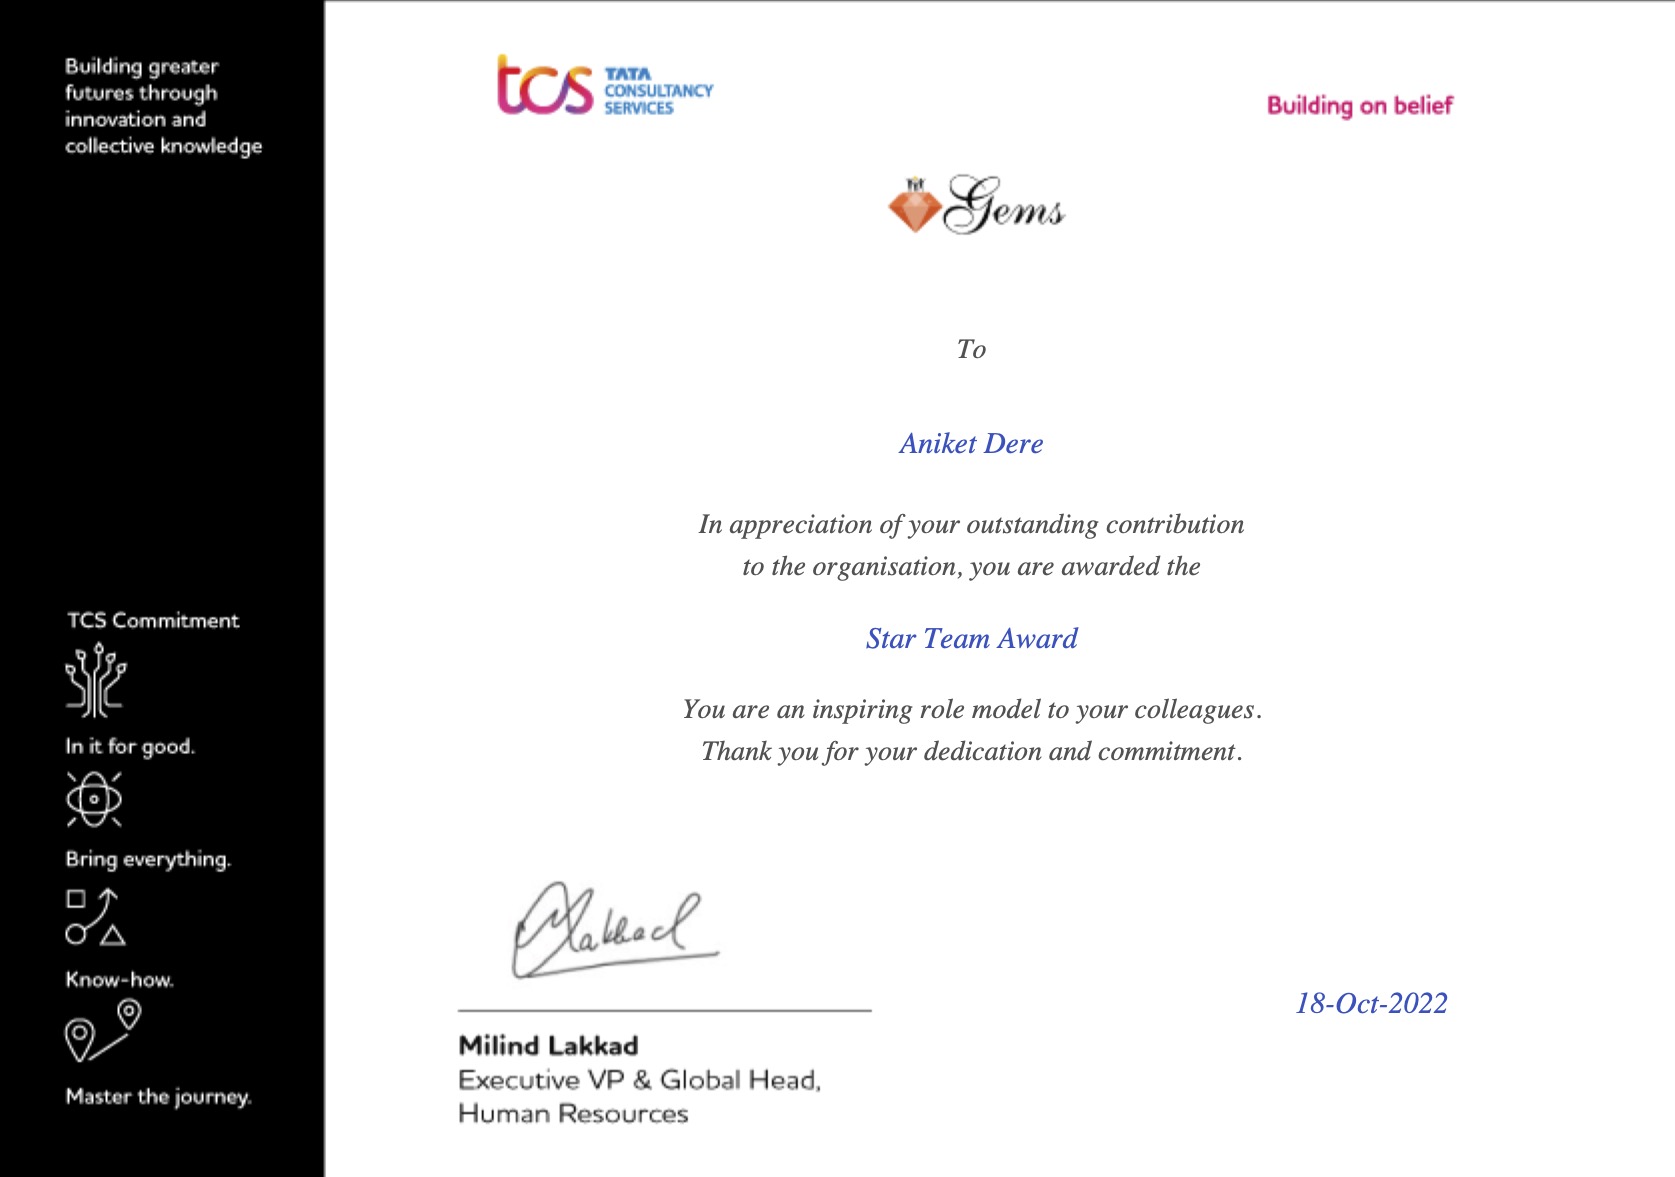 Building greater
futures through
innovation and
collective knowledge
tcs TATA
CONSULTANCY
SERVICES
Building on belief
Gems
To
Aniket Dere
In appreciation of your outstanding contribution
to the organisation, you are awarded the
Star Team Award
You are an inspiring role model to your colleagues.
Thank you for your dedication and commitment.
TCS Commitment
In it for good.
Bring everything.
Know-how.
Master the journey.
Lakkad
Milind Lakkad
Executive VP & Global Head,
Human Resources
18-Oct-2022